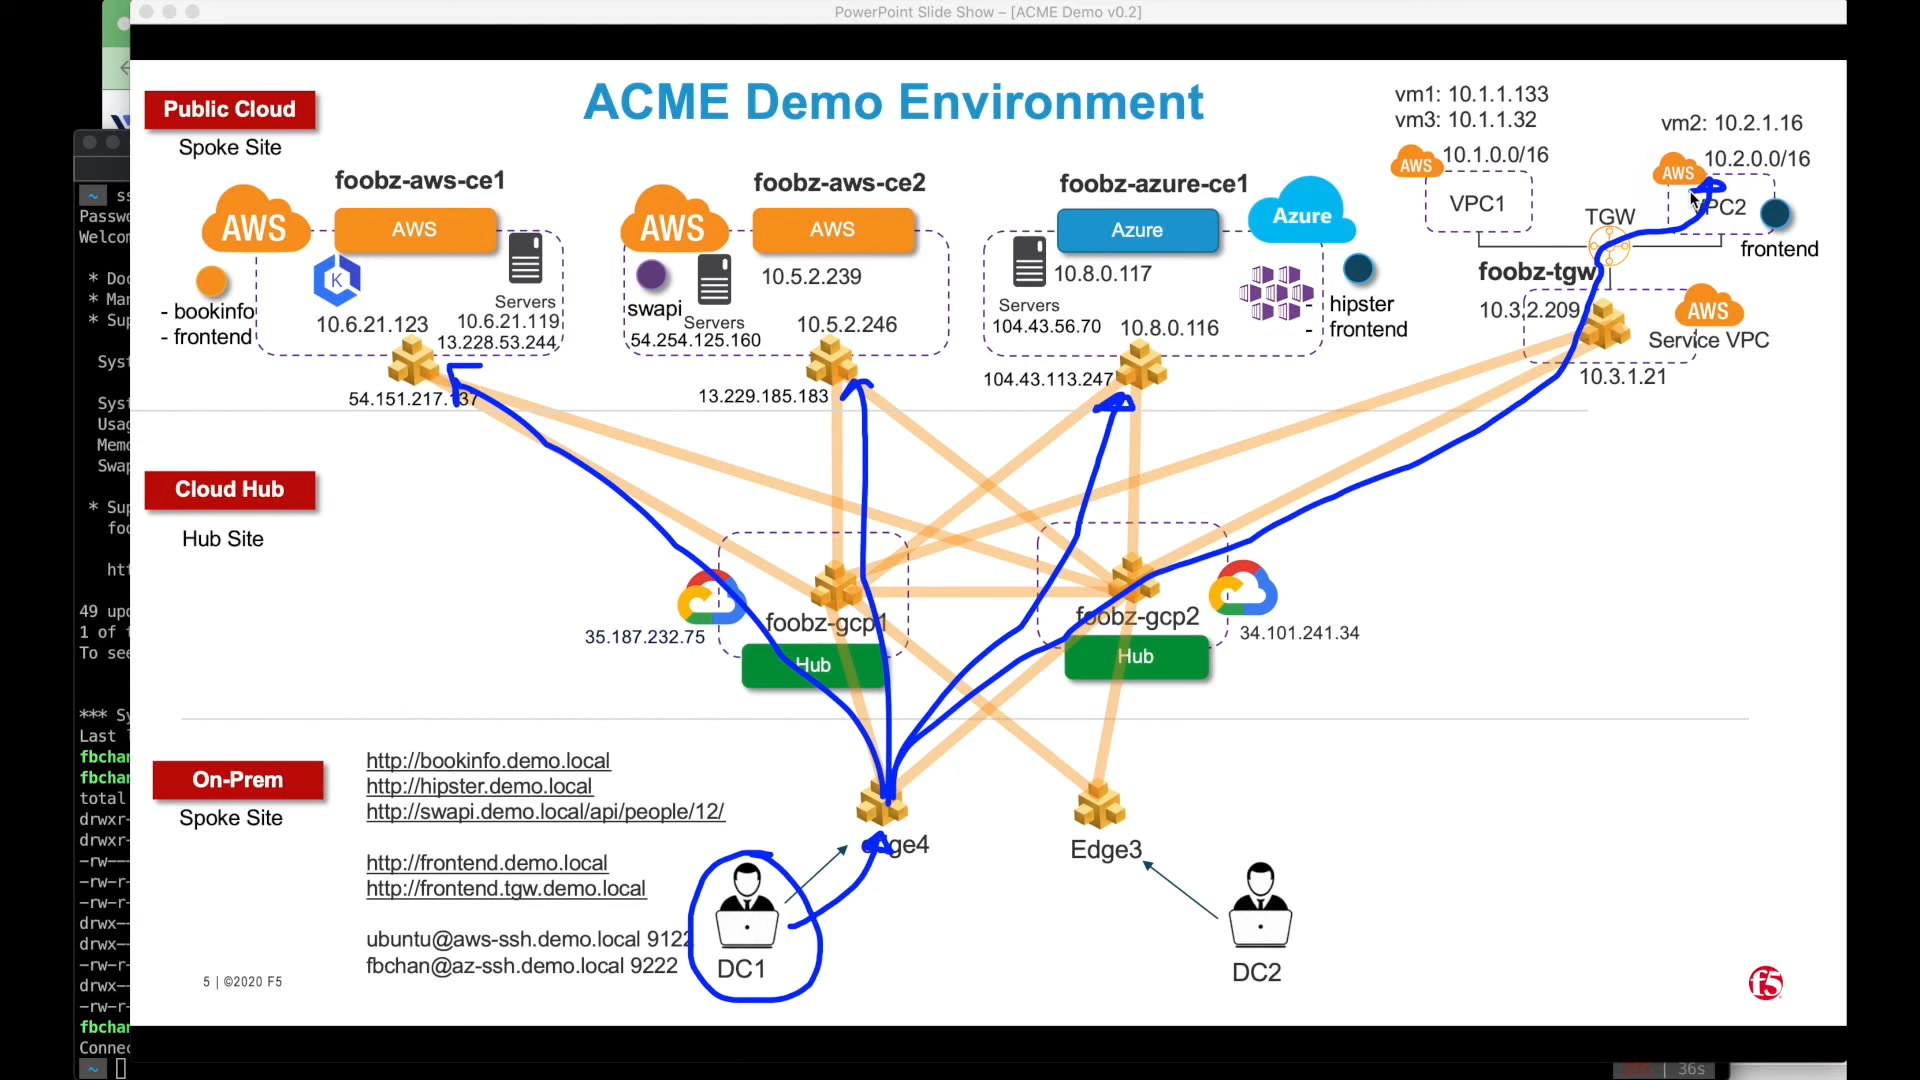 PowerPoint Slide Show – [ACME Demo v0.2]
ACME Demo Environment
Public Cloud
Spoke Site
vm1: 10.1.1.133
vm3: 10.1.1.32
vm2: 10.2.1.16
AWS
10.1.0.0/16
VPC1
AWS
10.2.0.0/16
VPC2
TGW
frontend
foobz-tgw
10.3.2.209
AWS
Service VPC
10.3.1.21
foobz-aws-ce1
AWS
AWS
- bookinfo
- frontend
Servers
10.6.21.123
10.6.21.119
13.228.53.244
54.151.217.137
foobz-aws-ce2
AWS
AWS
10.5.2.239
swapi
Servers
54.254.125.160
10.5.2.246
13.229.185.183
foobz-azure-ce1
Azure
Azure
10.8.0.117
Servers
104.43.56.70
10.8.0.116
- hipster
- frontend
104.43.113.247
Cloud Hub
Hub Site
35.187.232.75
foobz-gcp1
Hub
foobz-gcp2
Hub
34.101.241.34
On-Prem
Spoke Site
http://bookinfo.demo.local
http://hipster.demo.local
http://swapi.demo.local/api/people/12/
http://frontend.demo.local
http://frontend.tgw.demo.local
ubuntu@aws-ssh.demo.local 9122
fbchan@az-ssh.demo.local 9222
edge4
Edge3
DC1
DC2
5 | ©2020 F5
f5
36s